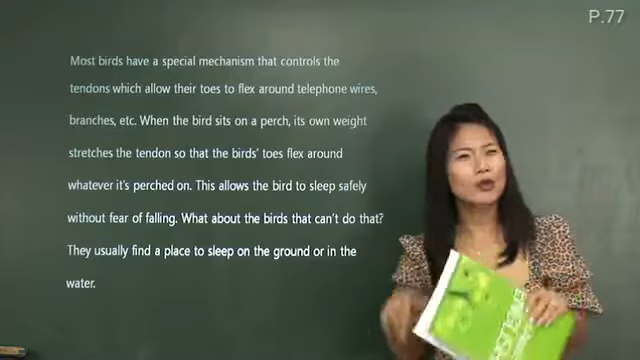 P.77
Most birds have a special mechanism that controls the
tendons which allow their toes to flex around telephone wires,
branches, etc. When the bird sits on a perch, its own weight
stretches the tendon so that the birds' toes flex around
whatever it's perched on. This allows the bird to sleep safely
without fear of falling. What about the birds that can't do that?
They usually find a place to sleep on the ground or in the
water.